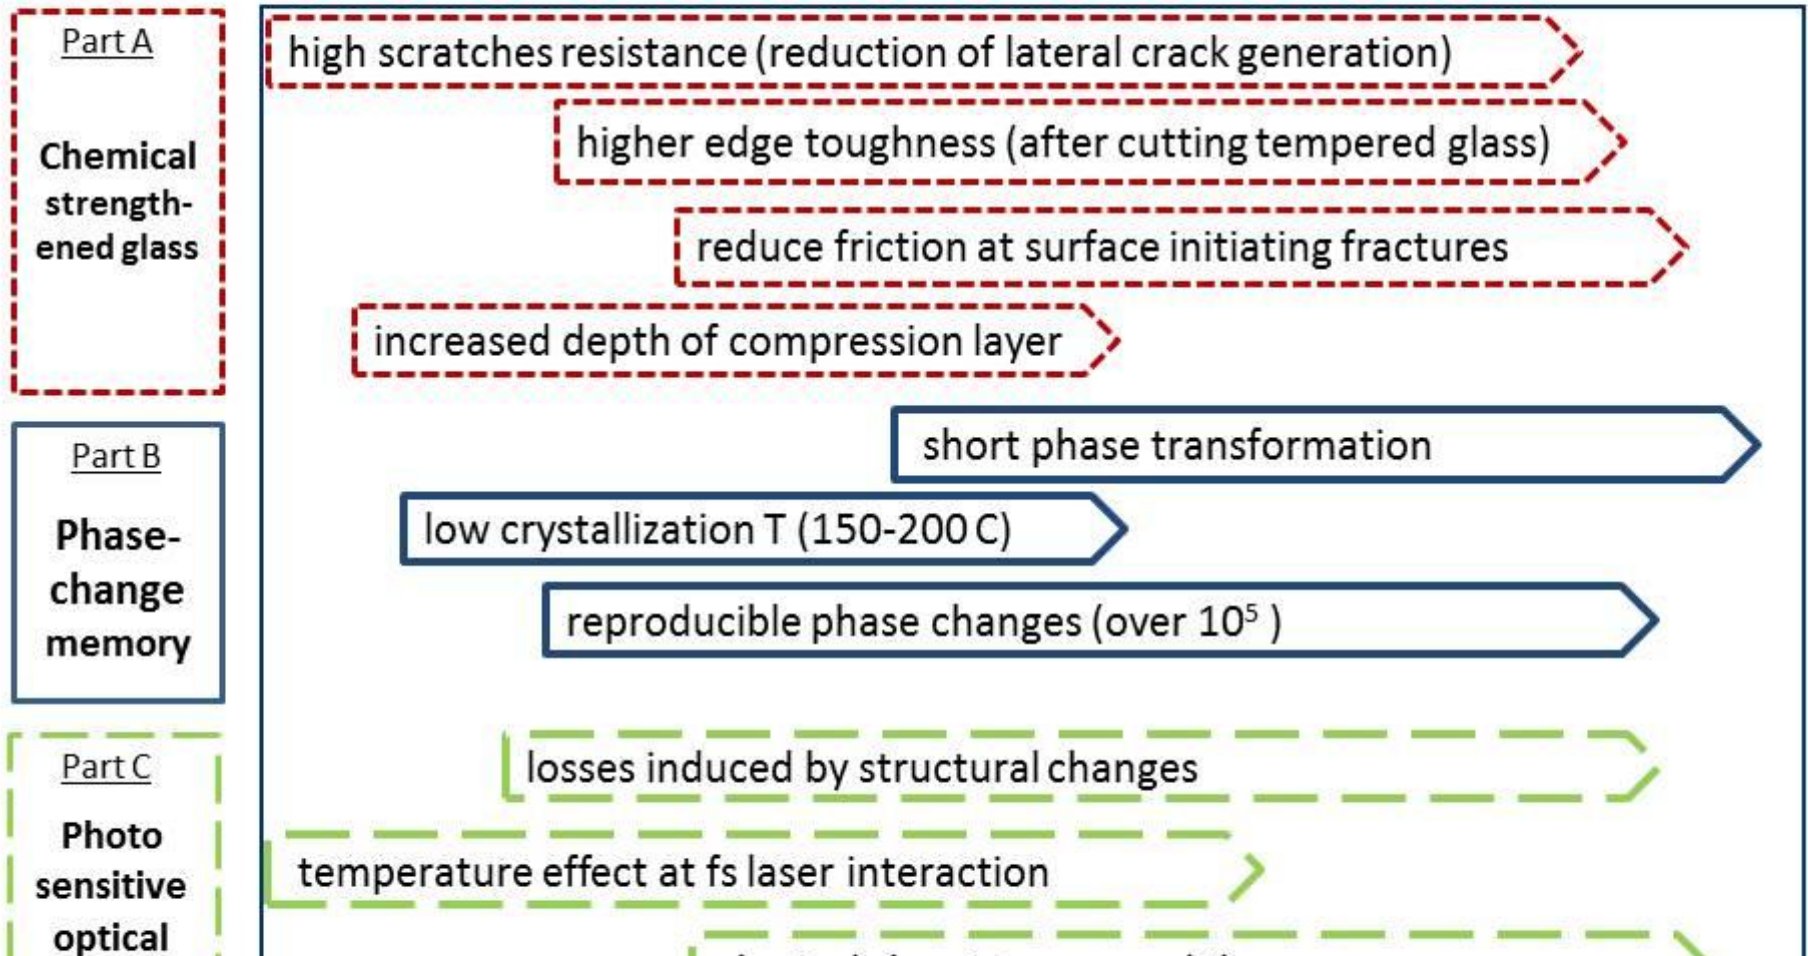 Part A
Chemical
strength-
ened glass
high scratches resistance (reduction of lateral crack generation)
higher edge toughness (after cutting tempered glass)
reduce friction at surface initiating fractures
increased depth of compression layer
Part B
Phase-
change
memory
short phase transformation
low crystallization T (150-200 C)
reproducible phase changes (over 10⁵ )
Part C
Photo
sensitive
optical
losses induced by structural changes
temperature effect at fs laser interaction